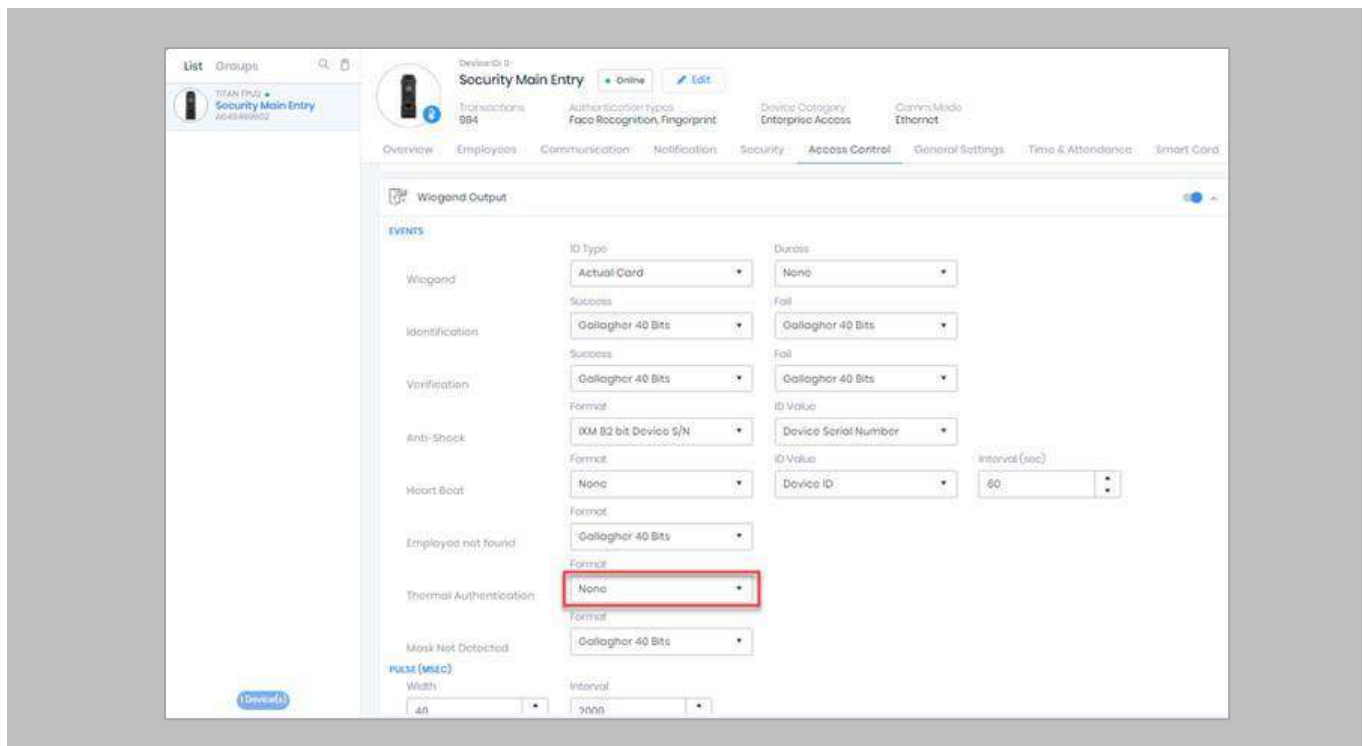 List Groups
TITAN TFV2
Security Main Entry
Device ID: 0
Security Main Entry
Online
Edit
Transactions
984
Authentication types
Face Recognition, Fingerprint
Device Category
Enterprise Access
Comm.Mode
Ethernet
Overview Employees Communication Notification Security Access Control General Settings Time & Attendance Smart Card
Wiegand Output
EVENTS
ID Type Duress
Wiegand Actual Card None
Success Fail
Identification Gallagher 40 Bits Gallagher 40 Bits
Success Fail
Verification Gallagher 40 Bits Gallagher 40 Bits
Format ID Value
Anti-Shock IXM 82 bit Device S/N Device Serial Number
Format ID Value Interval (sec)
Heart Beat None Device ID 60
Format
Employee not found Gallagher 40 Bits
Format
Thermal Authentication None
Format
Mask Not Detected Gallagher 40 Bits
PULSE (MSEC)
Width Interval
40 2000
1 Device(s)